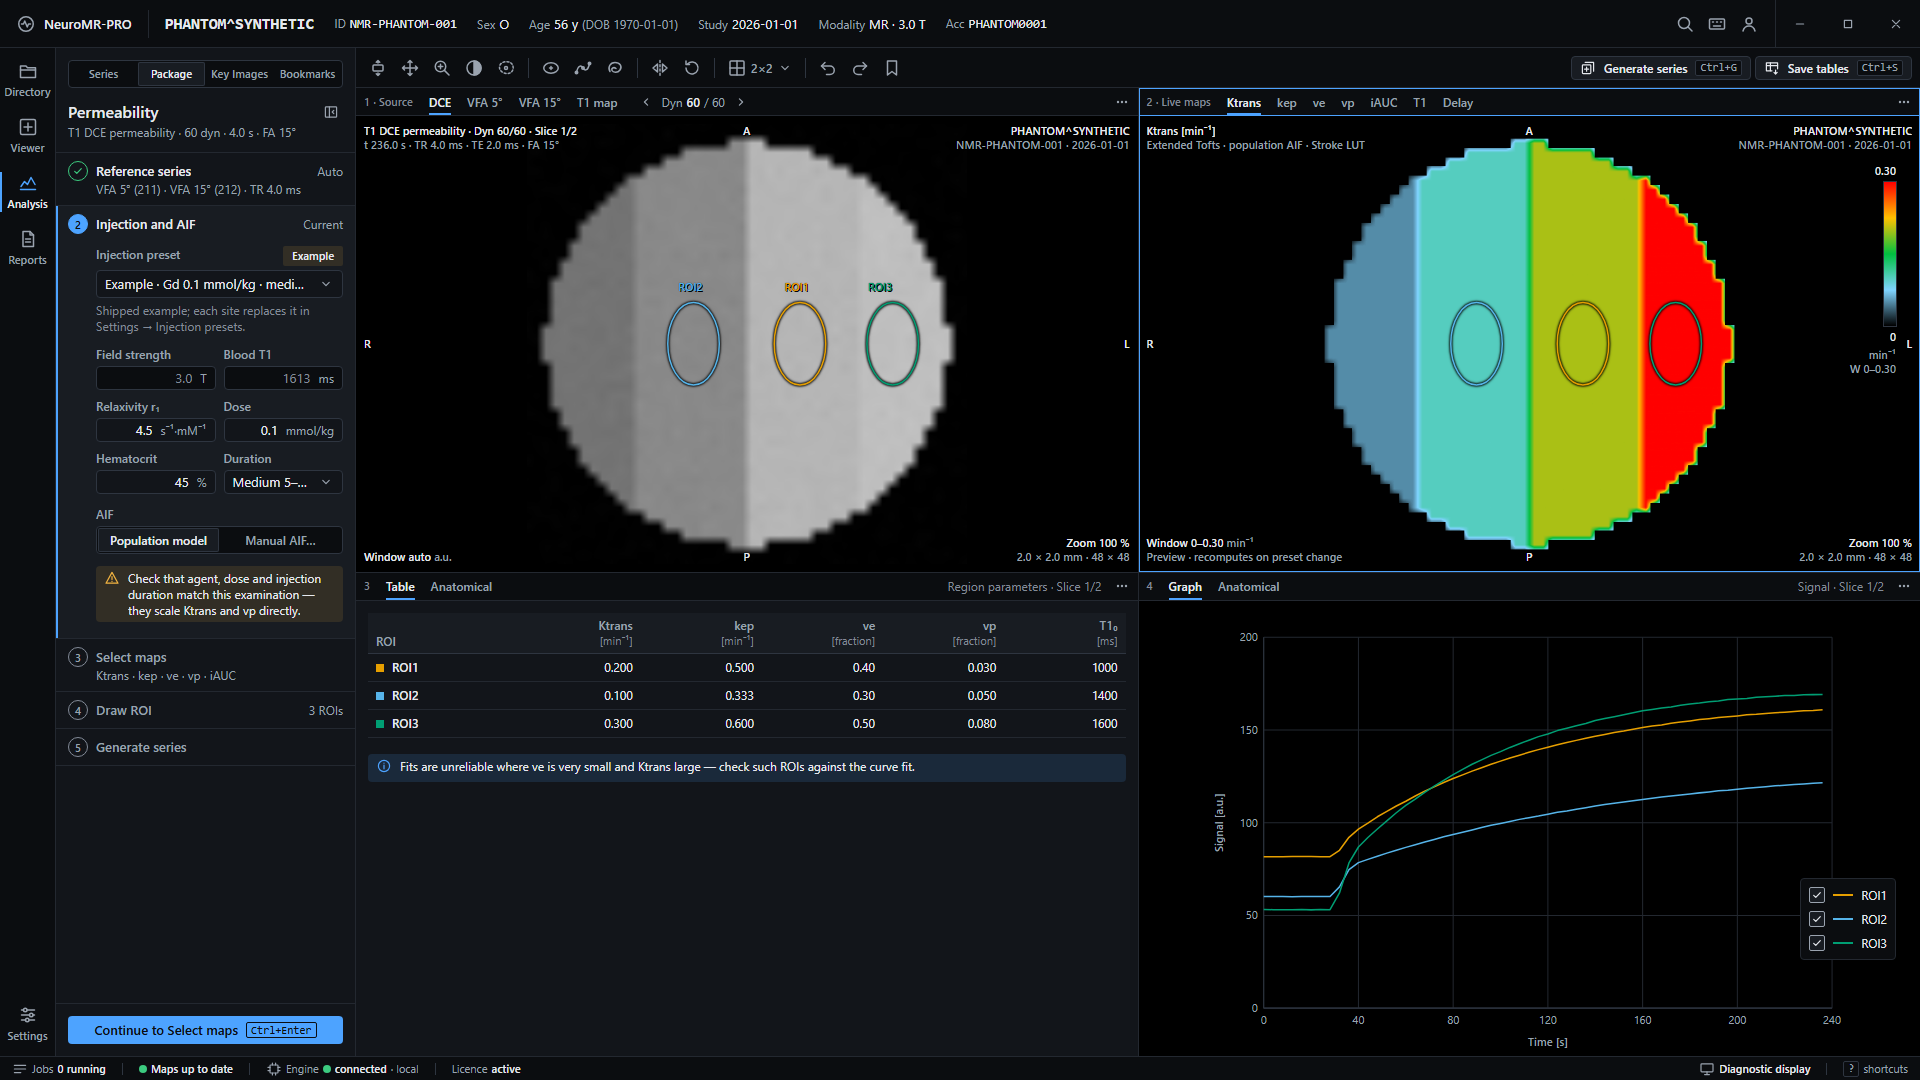 NeuroMR-PRO
PHANTOM^SYNTHETIC
ID NMR-PHANTOM-001
Sex O
Age 56 y (DOB 1970-01-01)
Study 2026-01-01
Modality MR · 3.0 T
Acc PHANTOM0001
Directory
Viewer
Analysis
Reports
Settings
Series
Package
Key Images
Bookmarks
Permeability
T1 DCE permeability · 60 dyn · 4.0 s · FA 15°
Reference series
Auto
VFA 5° (211) · VFA 15° (212) · TR 4.0 ms
2
Injection and AIF
Current
Injection preset
Example
Example · Gd 0.1 mmol/kg · medi...
Shipped example; each site replaces it in
Settings → Injection presets.
Field strength
Blood T1
3.0 T
1613 ms
Relaxivity r₁
Dose
4.5 s⁻¹·mM⁻¹
0.1 mmol/kg
Hematocrit
Duration
45 %
Medium 5–...
AIF
Population model
Manual AIF...
Check that agent, dose and injection
duration match this examination —
they scale Ktrans and vp directly.
3
Select maps
Ktrans · kep · ve · vp · iAUC
4
Draw ROI
3 ROIs
5
Generate series
Continue to Select maps Ctrl+Enter
2×2
Generate series Ctrl+G
Save tables Ctrl+S
1 · Source
DCE
VFA 5°
VFA 15°
T1 map
Dyn 60 / 60
T1 DCE permeability · Dyn 60/60 · Slice 1/2
t 236.0 s · TR 4.0 ms · TE 2.0 ms · FA 15°
A
PHANTOM^SYNTHETIC
NMR-PHANTOM-001 · 2026-01-01
ROI2
ROI1
ROI3
R
L
Window auto a.u.
P
Zoom 100 %
2.0 × 2.0 mm · 48 × 48
2 · Live maps
Ktrans
kep
ve
vp
iAUC
T1
Delay
Ktrans [min⁻¹]
Extended Tofts · population AIF · Stroke LUT
A
PHANTOM^SYNTHETIC
NMR-PHANTOM-001 · 2026-01-01
0.30
0
min⁻¹
W 0–0.30
R
L
Window 0–0.30 min⁻¹
Preview · recomputes on preset change
P
Zoom 100 %
2.0 × 2.0 mm · 48 × 48
3
Table
Anatomical
Region parameters · Slice 1/2
ROI
Ktrans [min⁻¹]
kep [min⁻¹]
ve [fraction]
vp [fraction]
T1₀ [ms]
ROI1 0.200 0.500 0.40 0.030 1000
ROI2 0.100 0.333 0.30 0.050 1400
ROI3 0.300 0.600 0.50 0.080 1600
Fits are unreliable where ve is very small and Ktrans large — check such ROIs against the curve fit.
4
Graph
Anatomical
Signal · Slice 1/2
200
150
100
50
0
Signal [a.u.]
0
40
80
120
160
200
240
Time [s]
ROI1
ROI2
ROI3
Jobs 0 running
Maps up to date
Engine connected · local
Licence active
Diagnostic display
? shortcuts